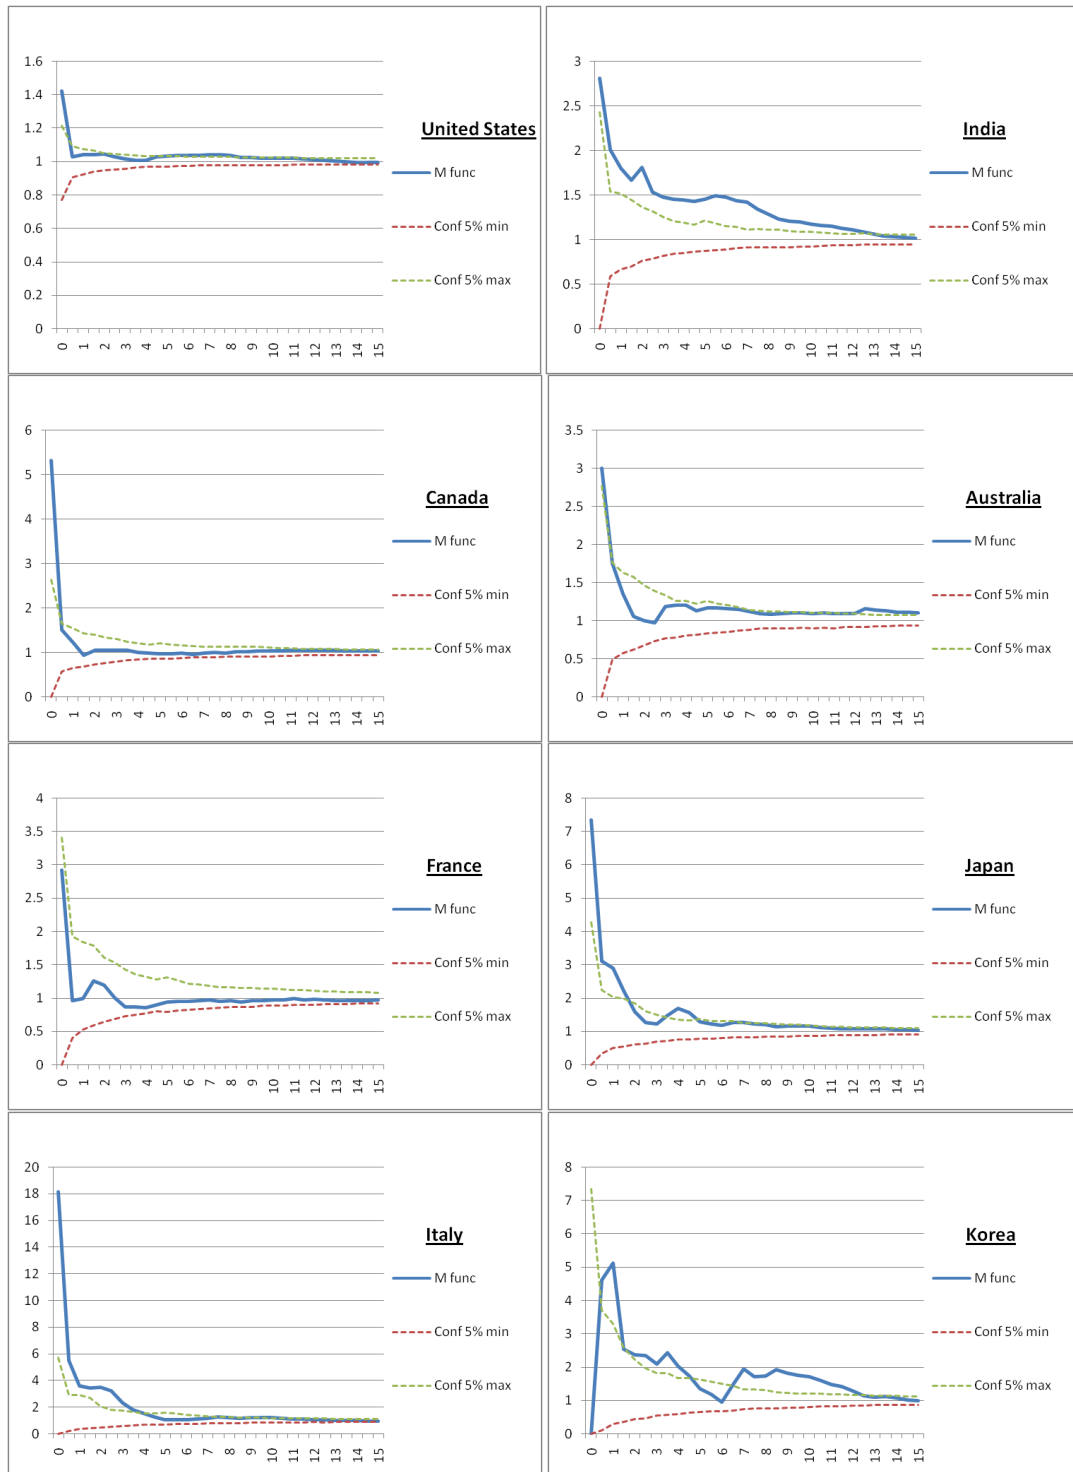 1.6
1.4
1.2
1
0.8
0.6
0.4
0.2
0
0 1 2 3 4 5 6 7 8 9 10 11 12 13 14 15
United States
M func
Conf 5% min
Conf 5% max
3
2.5
2
1.5
1
0.5
0
0 1 2 3 4 5 6 7 8 9 10 11 12 13 14 15
India
M func
Conf 5% min
Conf 5% max
6
5
4
3
2
1
0
0 1 2 3 4 5 6 7 8 9 10 11 12 13 14 15
Canada
M func
Conf 5% min
Conf 5% max
3.5
3
2.5
2
1.5
1
0.5
0
0 1 2 3 4 5 6 7 8 9 10 11 12 13 14 15
Australia
M func
Conf 5% min
Conf 5% max
4
3.5
3
2.5
2
1.5
1
0.5
0
0 1 2 3 4 5 6 7 8 9 10 11 12 13 14 15
France
M func
Conf 5% min
Conf 5% max
8
7
6
5
4
3
2
1
0
0 1 2 3 4 5 6 7 8 9 10 11 12 13 14 15
Japan
M func
Conf 5% min
Conf 5% max
20
18
16
14
12
10
8
6
4
2
0
0 1 2 3 4 5 6 7 8 9 10 11 12 13 14 15
Italy
M func
Conf 5% min
Conf 5% max
8
7
6
5
4
3
2
1
0
0 1 2 3 4 5 6 7 8 9 10 11 12 13 14 15
Korea
M func
Conf 5% min
Conf 5% max